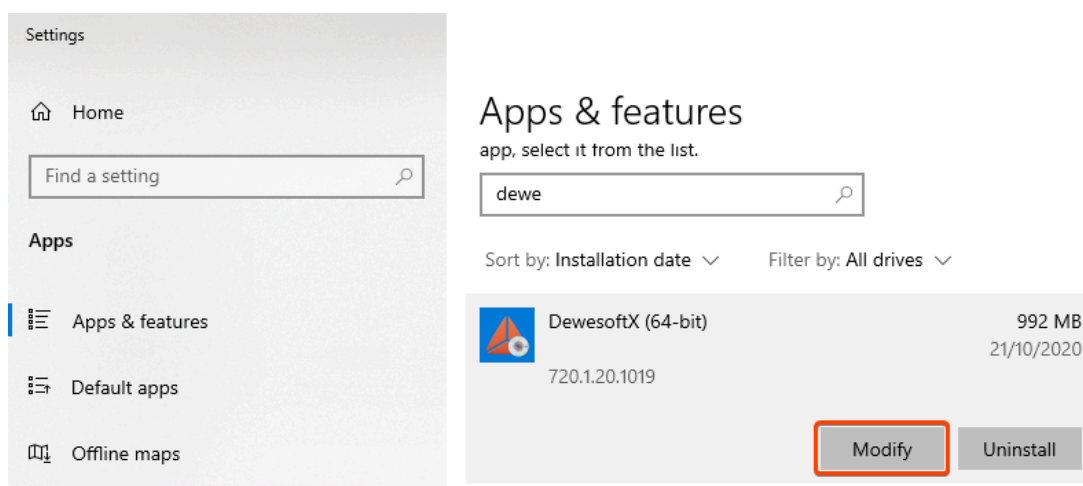 Settings
Home
Find a setting
Apps
Apps & features
Default apps
Offline maps
Apps & features
app, select it from the list.
dewe
Sort by: Installation date
Filter by: All drives
DewesoftX (64-bit)
992 MB
21/10/2020
720.1.20.1019
Modify
Uninstall